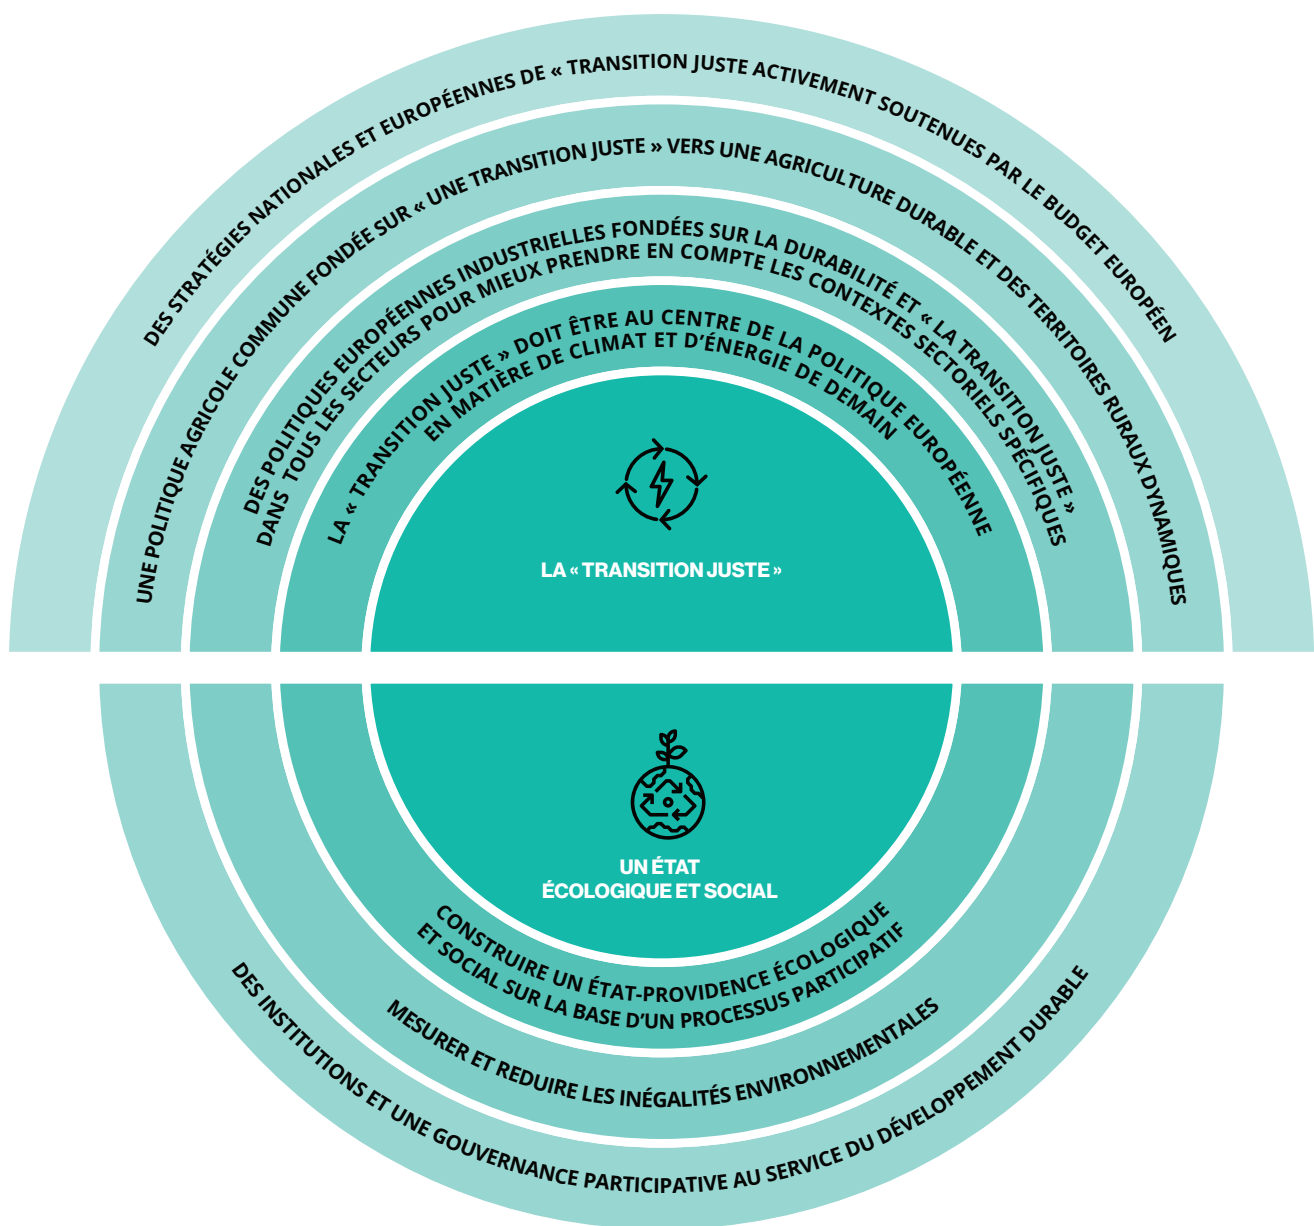 DES STRATÉGIES NATIONALES ET EUROPÉENNES DE « TRANSITION JUSTE ACTIVEMENT SOUTENUES PAR LE BUDGET EUROPÉEN
UNE POLITIQUE AGRICOLE COMMUNE FONDÉE SUR « UNE TRANSITION JUSTE » VERS UNE AGRICULTURE DURABLE ET DES TERRITOIRES RURAUX DYNAMIQUES
DES POLITIQUES EUROPÉENNES INDUSTRIELLES FONDÉES SUR LA DURABILITÉ ET « LA TRANSITION JUSTE »
DANS TOUS LES SECTEURS POUR MIEUX PRENDRE EN COMPTE LES CONTEXTES SECTORIELS SPÉCIFIQUES
LA « TRANSITION JUSTE » DOIT ÊTRE AU CENTRE DE LA POLITIQUE EUROPÉENNE
EN MATIÈRE DE CLIMAT ET D'ÉNERGIE DE DEMAIN
LA « TRANSITION JUSTE »
UN ÉTAT
ÉCOLOGIQUE ET SOCIAL
CONSTRUIRE UN ÉTAT-PROVIDENCE ÉCOLOGIQUE
ET SOCIAL SUR LA BASE D'UN PROCESSUS PARTICIPATIF
MESURER ET REDUIRE LES INÉGALITÉS ENVIRONNEMENTALES
DES INSTITUTIONS ET UNE GOUVERNANCE PARTICIPATIVE AU SERVICE DU DÉVELOPPEMENT DURABLE